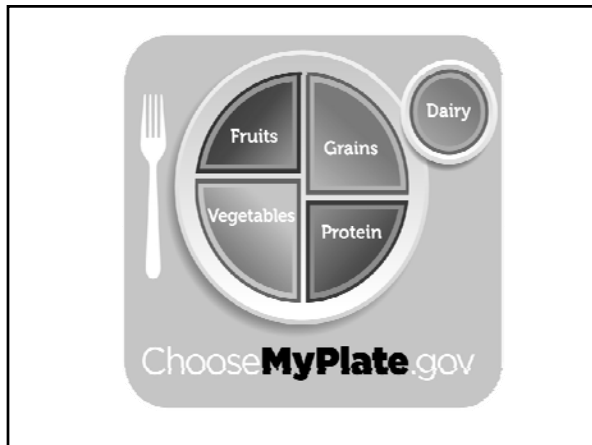 Dairy
Fruits
Grains
Vegetables
Protein
ChooseMyPlate.gov